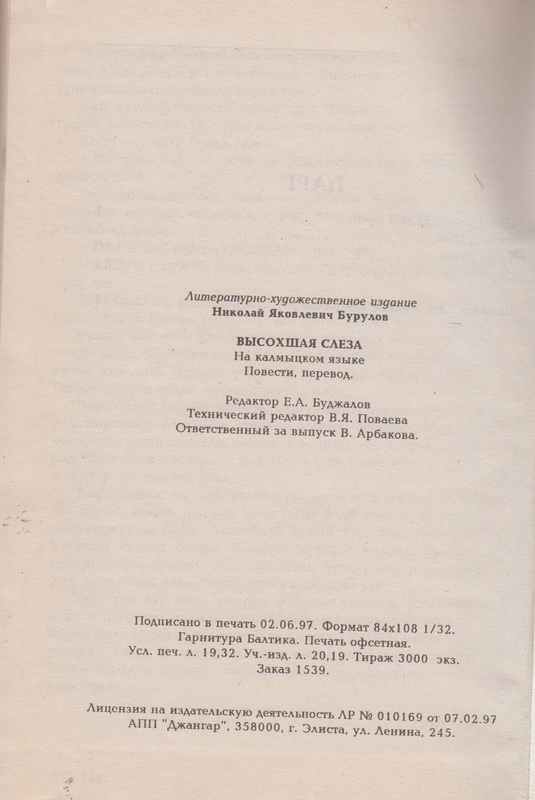 Литературно-художественное издание
Николай Яковлевич Бурулов
ВЫСОХШАЯ СЛЕЗА
На калмыцком языке
Повести, перевод.
Редактор Е.А. Буджалов
Технический редактор В.Я. Поваева
Ответственный за выпуск В. Арбакова.
Подписано в печать 02.06.97. Формат 84х108 1/32.
Гарнитура Балтика. Печать офсетная.
Усл. печ. л. 19,32. Уч.-изд. л. 20,19. Тираж 3000 экз.
Заказ 1539.
Лицензия на издательскую деятельность ЛР № 010169 от 07.02.97
АПП "Джангар", 358000, г. Элиста, ул. Ленина, 245.